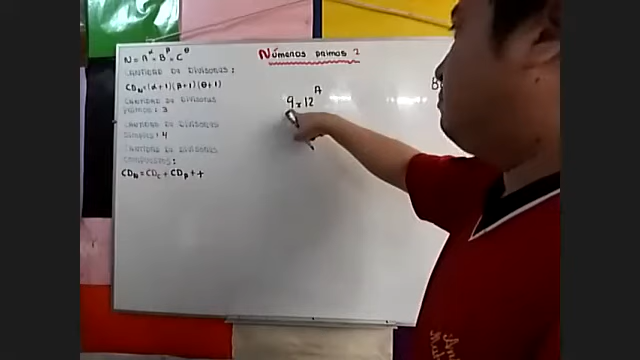 Números primos 2
N = A^α × B^β × C^θ
CANTIDAD DE DIVISORES :
CD_N = (α+1)(β+1)(θ+1)
CANTIDAD DE DIVISORES
PRIMOS : 3
CANTIDAD DE DIVISORES
SIMPLES : 4
CANTIDAD DE DIVISORES
COMPUESTOS :
CD_N = CD_C + CD_P + 1
9 × 12^A
8